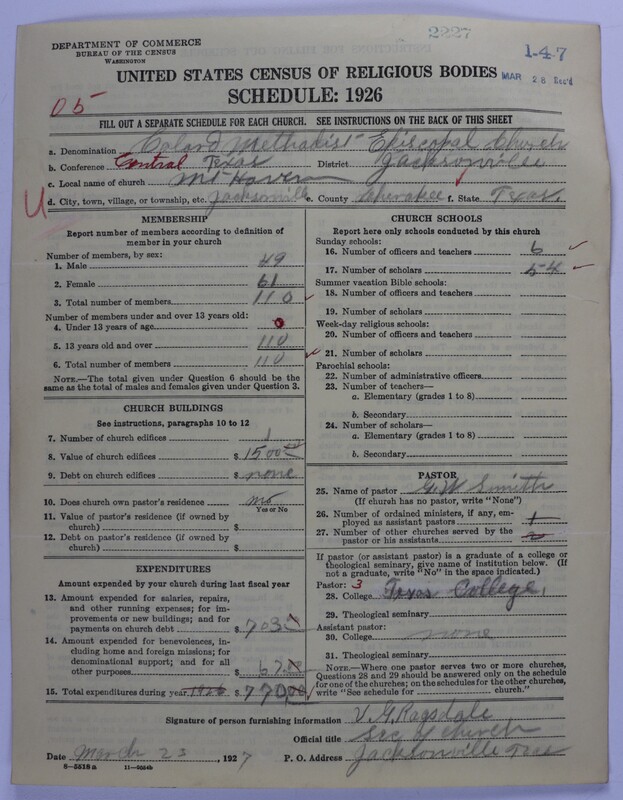 2227
DEPARTMENT OF COMMERCE
BUREAU OF THE CENSUS
WASHINGTON
1-47
MAR 28 Rec'd
UNITED STATES CENSUS OF RELIGIOUS BODIES
SCHEDULE: 1926
05
FILL OUT A SEPARATE SCHEDULE FOR EACH CHURCH. SEE INSTRUCTIONS ON THE BACK OF THIS SHEET
a. Denomination Colard Methodist Episcopal Church
b. Conference Central Texas District Jacksonville
c. Local name of church Mt Haven
d. City, town, village, or township, etc. Jacksonville e. County Cherokee f. State Texas.
MEMBERSHIP
Report number of members according to definition of
member in your church
Number of members, by sex:
1. Male 49
2. Female 61
3. Total number of members 110
Number of members under and over 13 years old:
4. Under 13 years of age 0
5. 13 years old and over 110
6. Total number of members 110
NOTE.—The total given under Question 6 should be the
same as the total of males and females given under Question 3.
CHURCH BUILDINGS
See instructions, paragraphs 10 to 12
7. Number of church edifices 1
8. Value of church edifices $ 1500
9. Debt on church edifices $ none
10. Does church own pastor's residence no
Yes or No
11. Value of pastor's residence (if owned by
church) $
12. Debt on pastor's residence (if owned by
church) $
EXPENDITURES
Amount expended by your church during last fiscal year
13. Amount expended for salaries, repairs,
and other running expenses; for im-
provements or new buildings; and for
payments on church debt $ 703
14. Amount expended for benevolences, in-
cluding home and foreign missions; for
denominational support; and for all
other purposes $ 67
15. Total expenditures during year 1926 $ 770.00
CHURCH SCHOOLS
Report here only schools conducted by this church
Sunday schools:
16. Number of officers and teachers 6
17. Number of scholars 54
Summer vacation Bible schools:
18. Number of officers and teachers
19. Number of scholars
Week-day religious schools:
20. Number of officers and teachers
21. Number of scholars
Parochial schools:
22. Number of administrative officers
23. Number of teachers—
a. Elementary (grades 1 to 8)
b. Secondary
24. Number of scholars—
a. Elementary (grades 1 to 8)
b. Secondary
PASTOR
25. Name of pastor G. W. Smith
(If church has no pastor, write "None")
26. Number of ordained ministers, if any, em-
ployed as assistant pastors 1
27. Number of other churches served by the
pastor or his assistants
If pastor (or assistant pastor) is a graduate of a college or
theological seminary, give name of institution below. (If
not a graduate, write "No" in the space indicated.)
Pastor: 3
28. College Texas College,
29. Theological seminary
Assistant pastor:
30. College none
31. Theological seminary
NOTE.—Where one pastor serves two or more churches,
Questions 28 and 29 should be answered only on the schedule
for one of the churches; on the schedules for the other churches,
write "See schedule for church."
Signature of person furnishing information V. G. Ragsdale
Official title Sec of church
Date March 23, 1927 P. O. Address Jacksonville Texas
8—5518 a 11—9554b